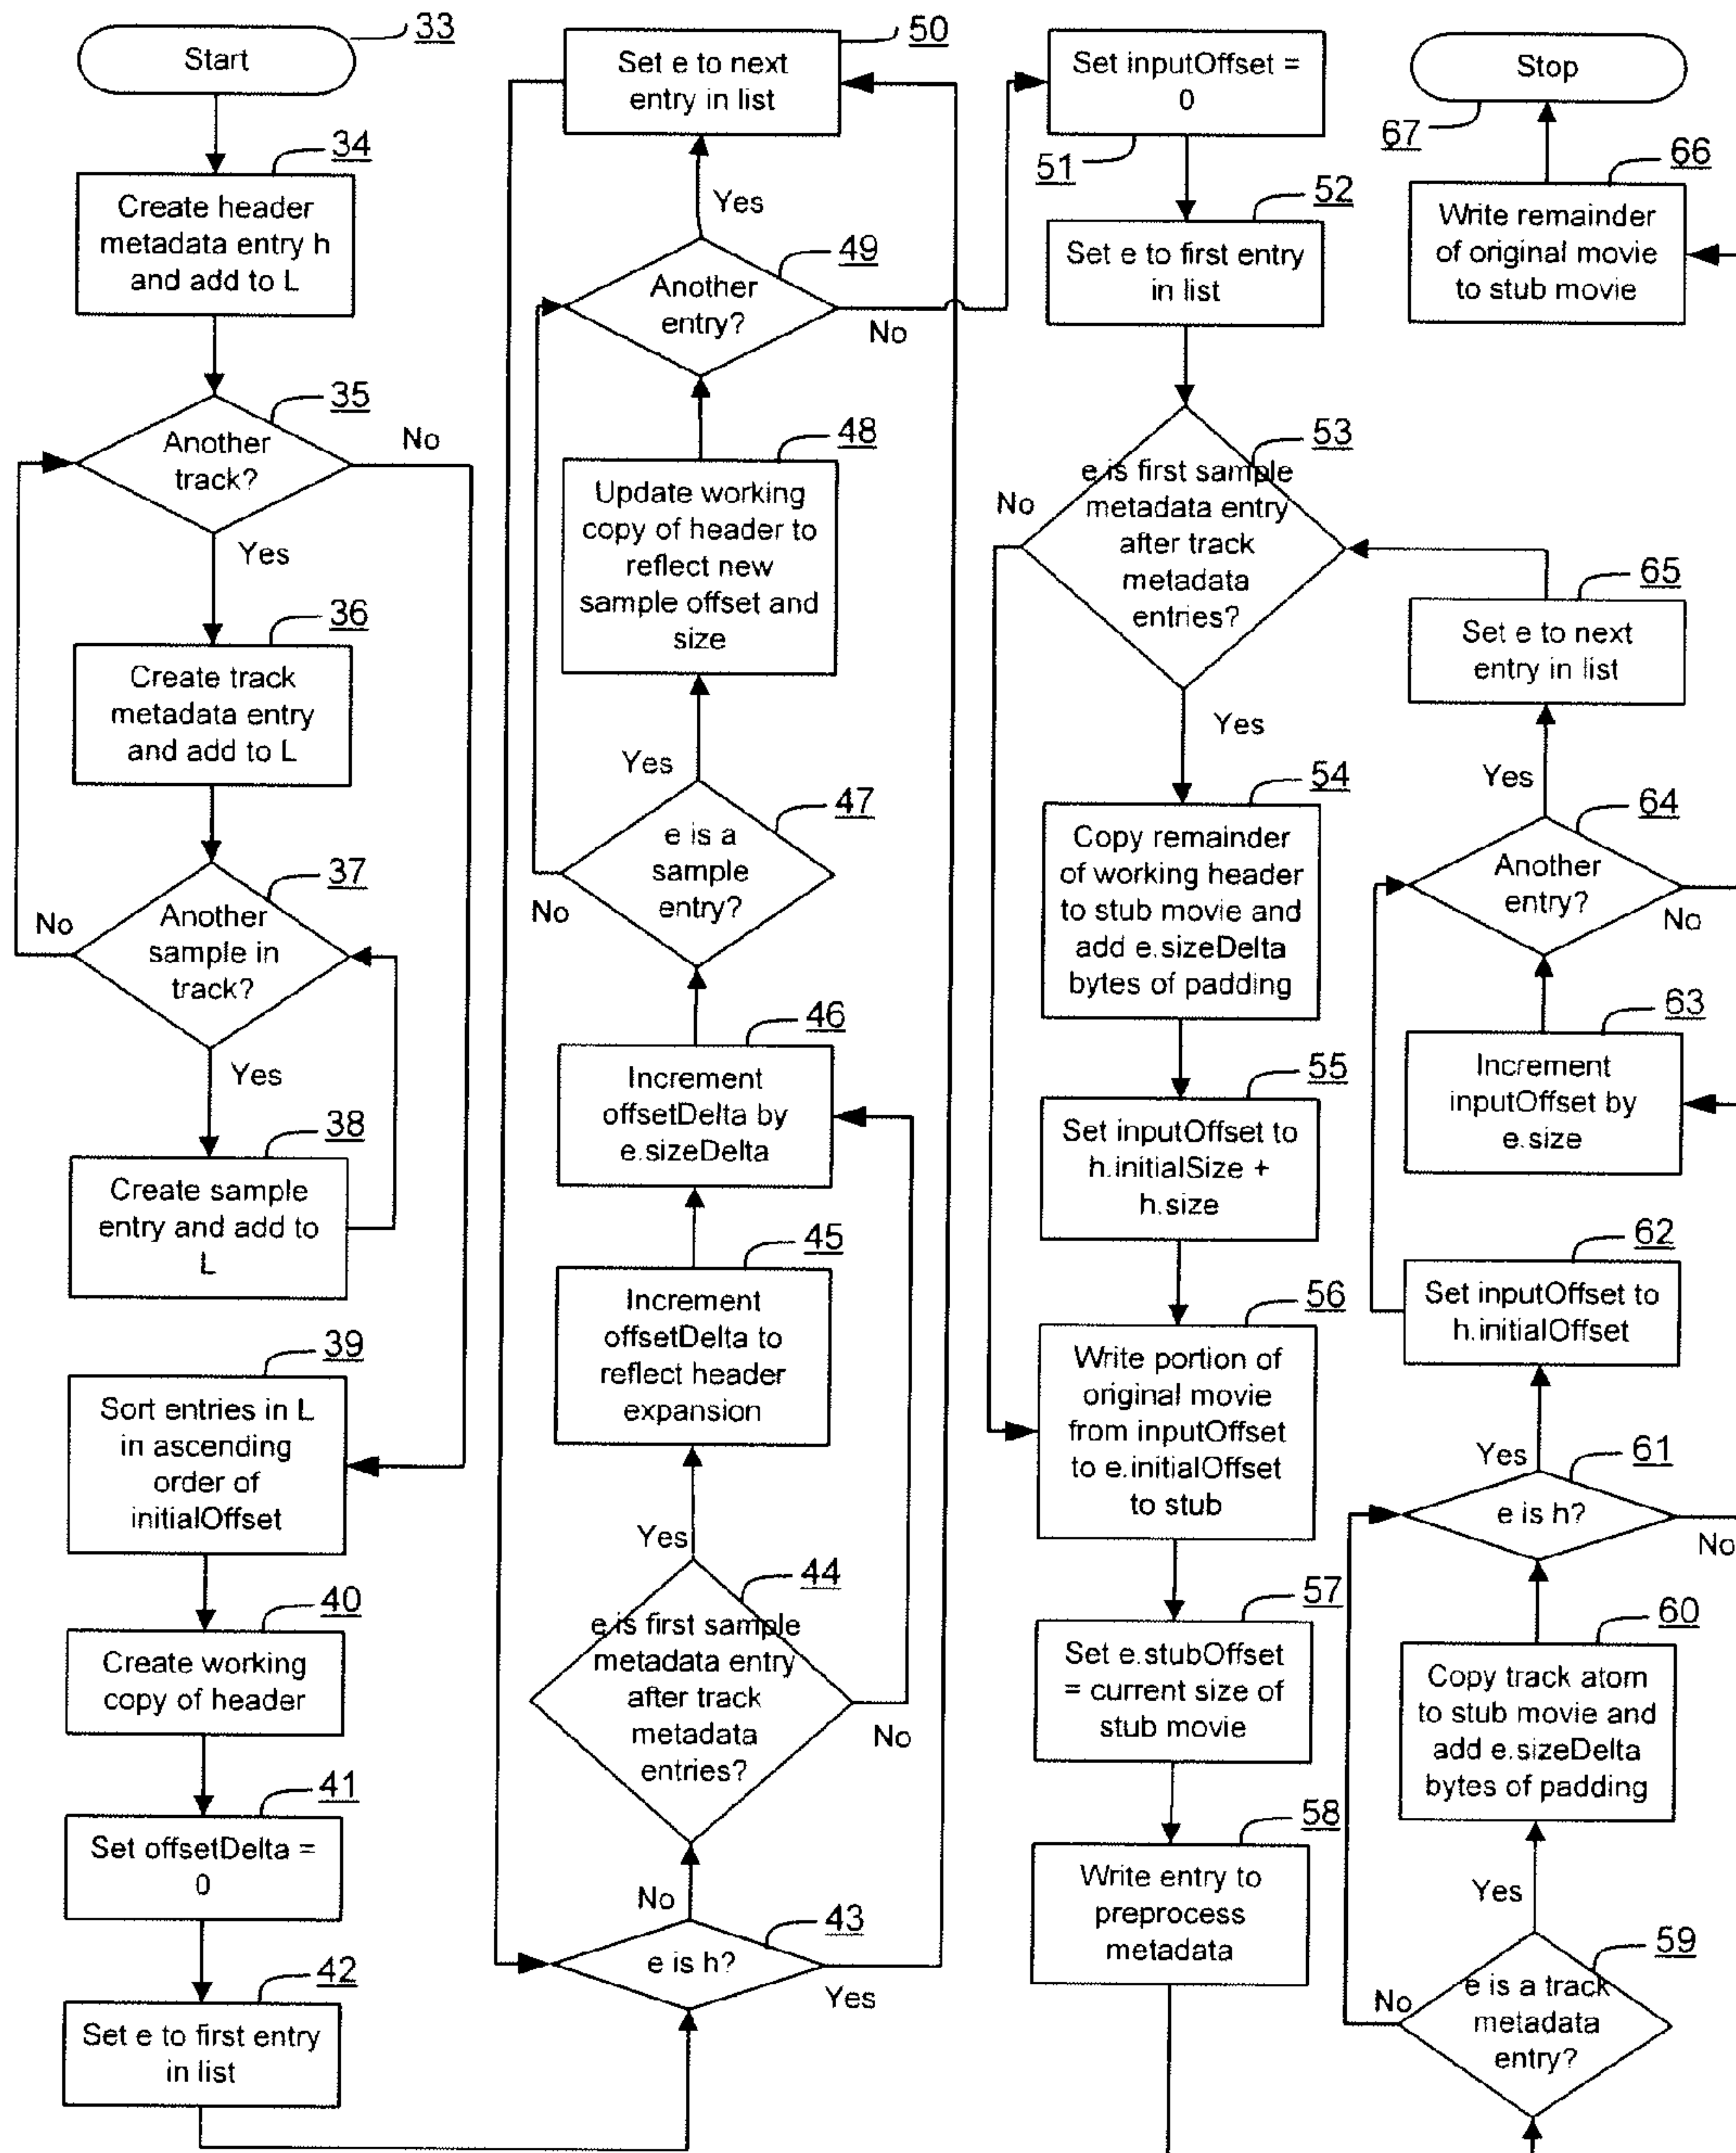 Start
33
34
Create header
metadata entry h
and add to L
35
Another
track?
No
Yes
36
Create track
metadata entry
and add to L
37
No
Another
sample in
track?
Yes
38
Create sample
entry and add to
L
39
Sort entries in L
in ascending
order of
initialOffset
40
Create working
copy of header
41
Set offsetDelta =
0
42
Set e to first entry
in list
50
Set e to next
entry in list
Yes
49
Another
entry?
No
48
Update working
copy of header to
reflect new
sample offset and
size
Yes
47
e is a
sample
entry?
No
46
Increment
offsetDelta by
e.sizeDelta
45
Increment
offsetDelta to
reflect header
expansion
Yes
44
e is first sample
metadata entry
after track
metadata
entries?
No
No
43
e is h?
Yes
Set inputOffset =
0
51
52
Set e to first entry
in list
53
e is first sample
metadata entry
after track
metadata
entries?
No
Yes
54
Copy remainder
of working header
to stub movie and
add e.sizeDelta
bytes of padding
55
Set inputOffset to
h.initialSize +
h.size
56
Write portion of
original movie
from inputOffset
to e.initialOffset
to stub
57
Set e.stubOffset
= current size of
stub movie
58
Write entry to
preprocess
metadata
Stop
67
66
Write remainder
of original movie
to stub movie
65
Set e to next
entry in list
Yes
64
Another
entry?
No
63
Increment
inputOffset by
e.size
62
Set inputOffset to
h.initialOffset
Yes
61
e is h?
No
60
Copy track atom
to stub movie and
add e.sizeDelta
bytes of padding
Yes
59
No
e is a track
metadata
entry?